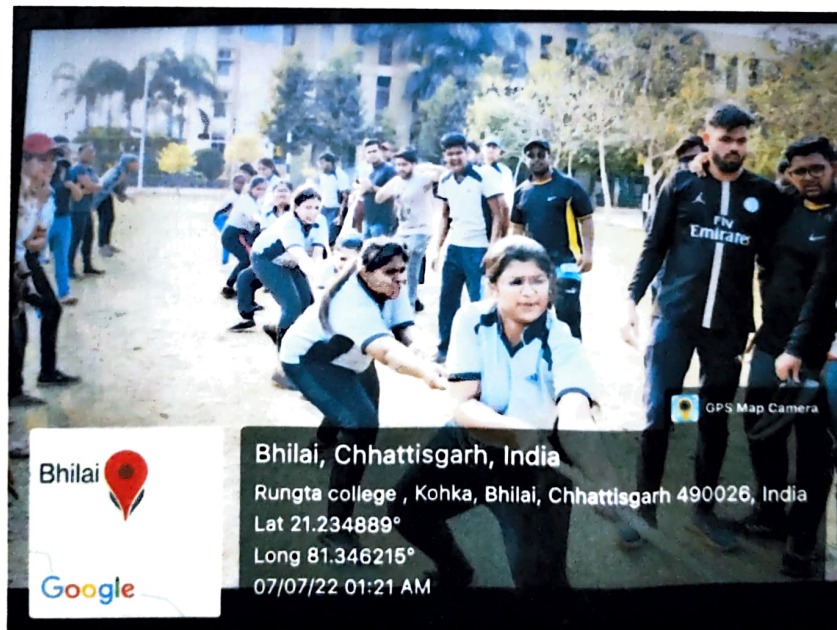 FLY
Emirates
GPS Map Camera
Bhilai
Google
Bhilai, Chhattisgarh, India
Rungta college , Kohka, Bhilai, Chhattisgarh 490026, India
Lat 21.234889°
Long 81.346215°
07/07/22 01:21 AM